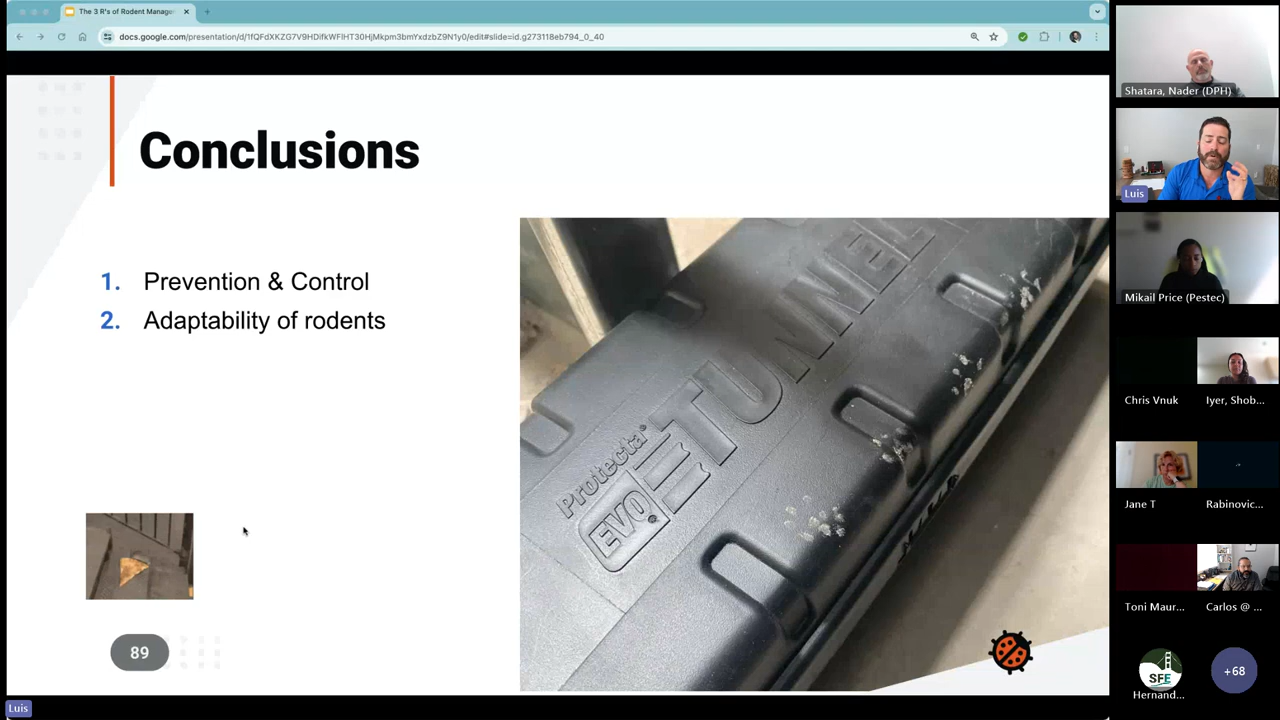 The 3 R's of Rodent Manage
docs.google.com/presentation/d/1fQFdXKZG7V9HDifkWFIHT30HjMkpm3bmYxdzbZ9N1y0/edit#slide=id.g273118eb794_0_40
Conclusions
1. Prevention & Control
2. Adaptability of rodents
Protecta®
EVO®
TUNNEL
89
Luis
Shatara, Nader (DPH)
Luis
Mikail Price (Pestec)
Chris Vnuk
Iyer, Shob...
Jane T
Rabinovic...
Toni Maur...
Carlos @ ...
SFE
Hernand...
+68